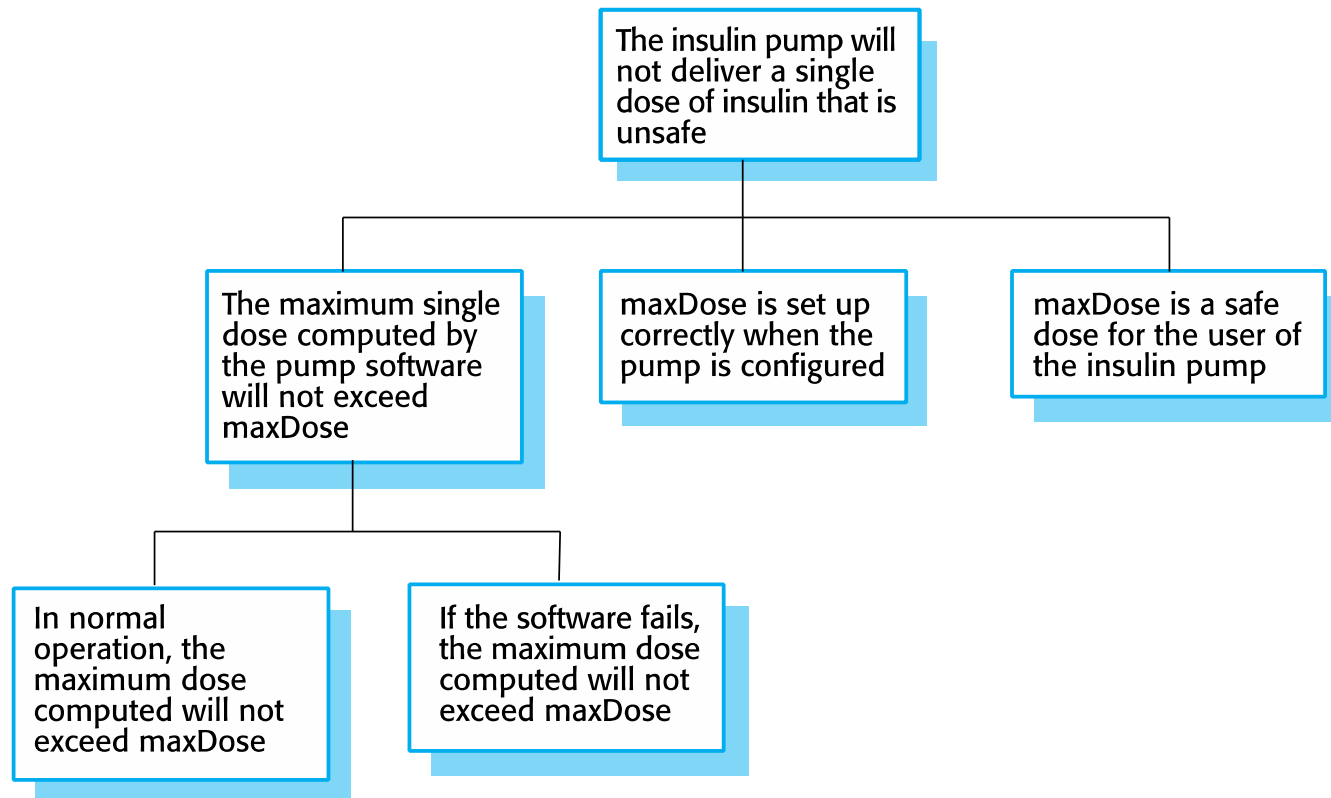 The insulin pump will
not deliver a single
dose of insulin that is
unsafe
The maximum single
dose computed by
the pump software
will not exceed
maxDose
maxDose is set up
correctly when the
pump is configured
maxDose is a safe
dose for the user of
the insulin pump
In normal
operation, the
maximum dose
computed will not
exceed maxDose
If the software fails,
the maximum dose
computed will not
exceed maxDose